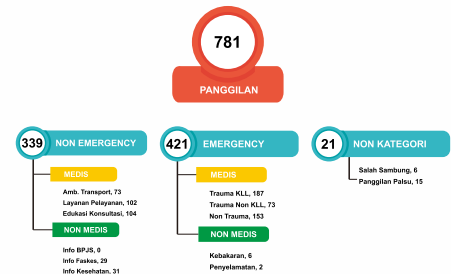 781
PANGGILAN
339 NON EMERGENCY
MEDIS
Amb. Transport, 73
Layanan Pelayanan, 102
Edukasi Konsultasi, 104
NON MEDIS
Info BPJS, 0
Info Faskes, 29
Info Kesehatan, 31
421 EMERGENCY
MEDIS
Trauma KLL, 187
Trauma Non KLL, 73
Non Trauma, 153
NON MEDIS
Kebakaran, 6
Penyelamatan, 2
21 NON KATEGORI
Salah Sambung, 6
Panggilan Palsu, 15